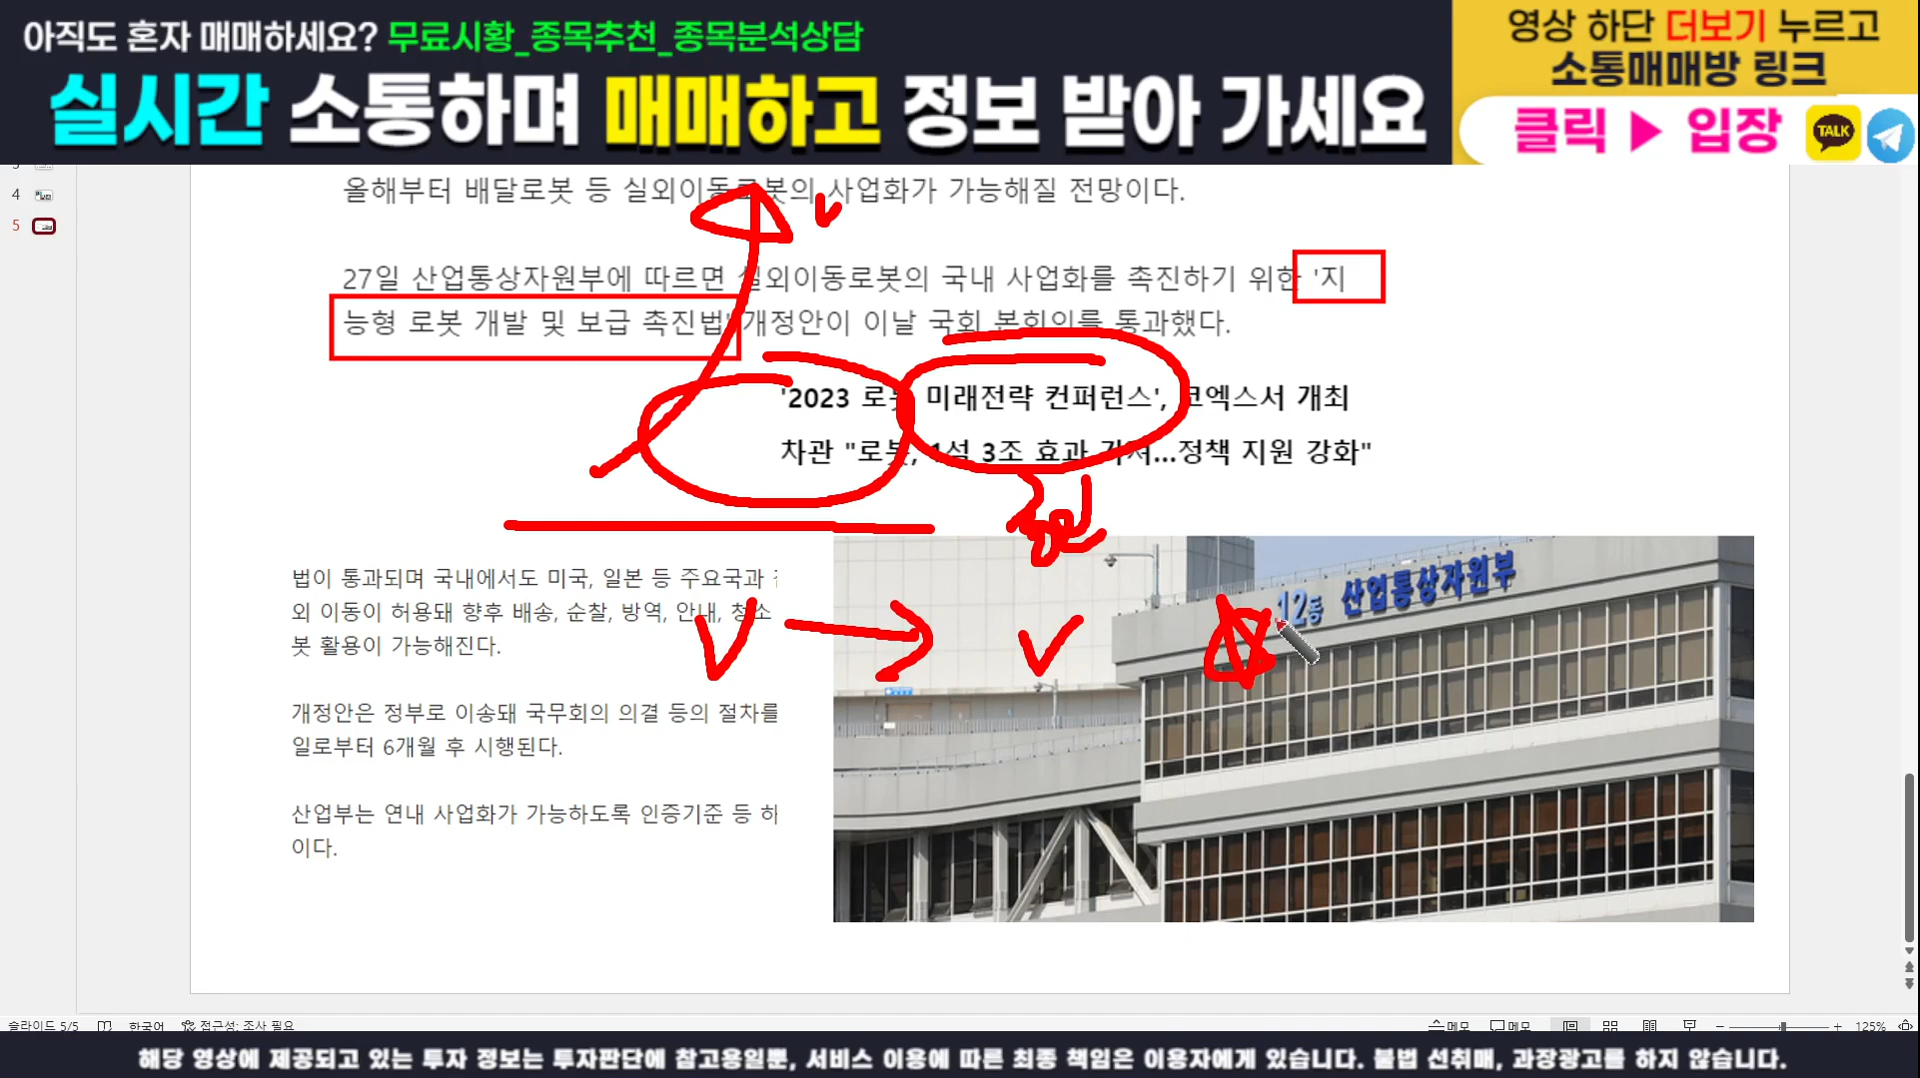 아직도 혼자 매매하세요? 무료시황_종목추천_종목분석상담
실시간 소통하며 매매하고 정보 받아 가세요
영상 하단 더보기 누르고
소통매매방 링크
클릭 ▶ 입장
TALK
4
5
올해부터 배달로봇 등 실외이동로봇의 사업화가 가능해질 전망이다.
27일 산업통상자원부에 따르면 실외이동로봇의 국내 사업화를 촉진하기 위한 '지
능형 로봇 개발 및 보급 촉진법' 개정안이 이날 국회 본회의를 통과했다.
'2023 로봇 미래전략 컨퍼런스', 코엑스서 개최
차관 "로봇, 1석 3조 효과 가져...정책 지원 강화"
법이 통과되며 국내에서도 미국, 일본 등 주요국과
외 이동이 허용돼 향후 배송, 순찰, 방역, 안내, 청소
봇 활용이 가능해진다.
개정안은 정부로 이송돼 국무회의 의결 등의 절차를
일로부터 6개월 후 시행된다.
산업부는 연내 사업화가 가능하도록 인증기준 등 하
이다.
12동 산업통상자원부
슬라이드 5/5 한국어 접근성: 조사 필요 메모 메모 125%
해당 영상에 제공되고 있는 투자 정보는 투자판단에 참고용일뿐, 서비스 이용에 따른 최종 책임은 이용자에게 있습니다. 불법 선취매, 과장광고를 하지 않습니다.